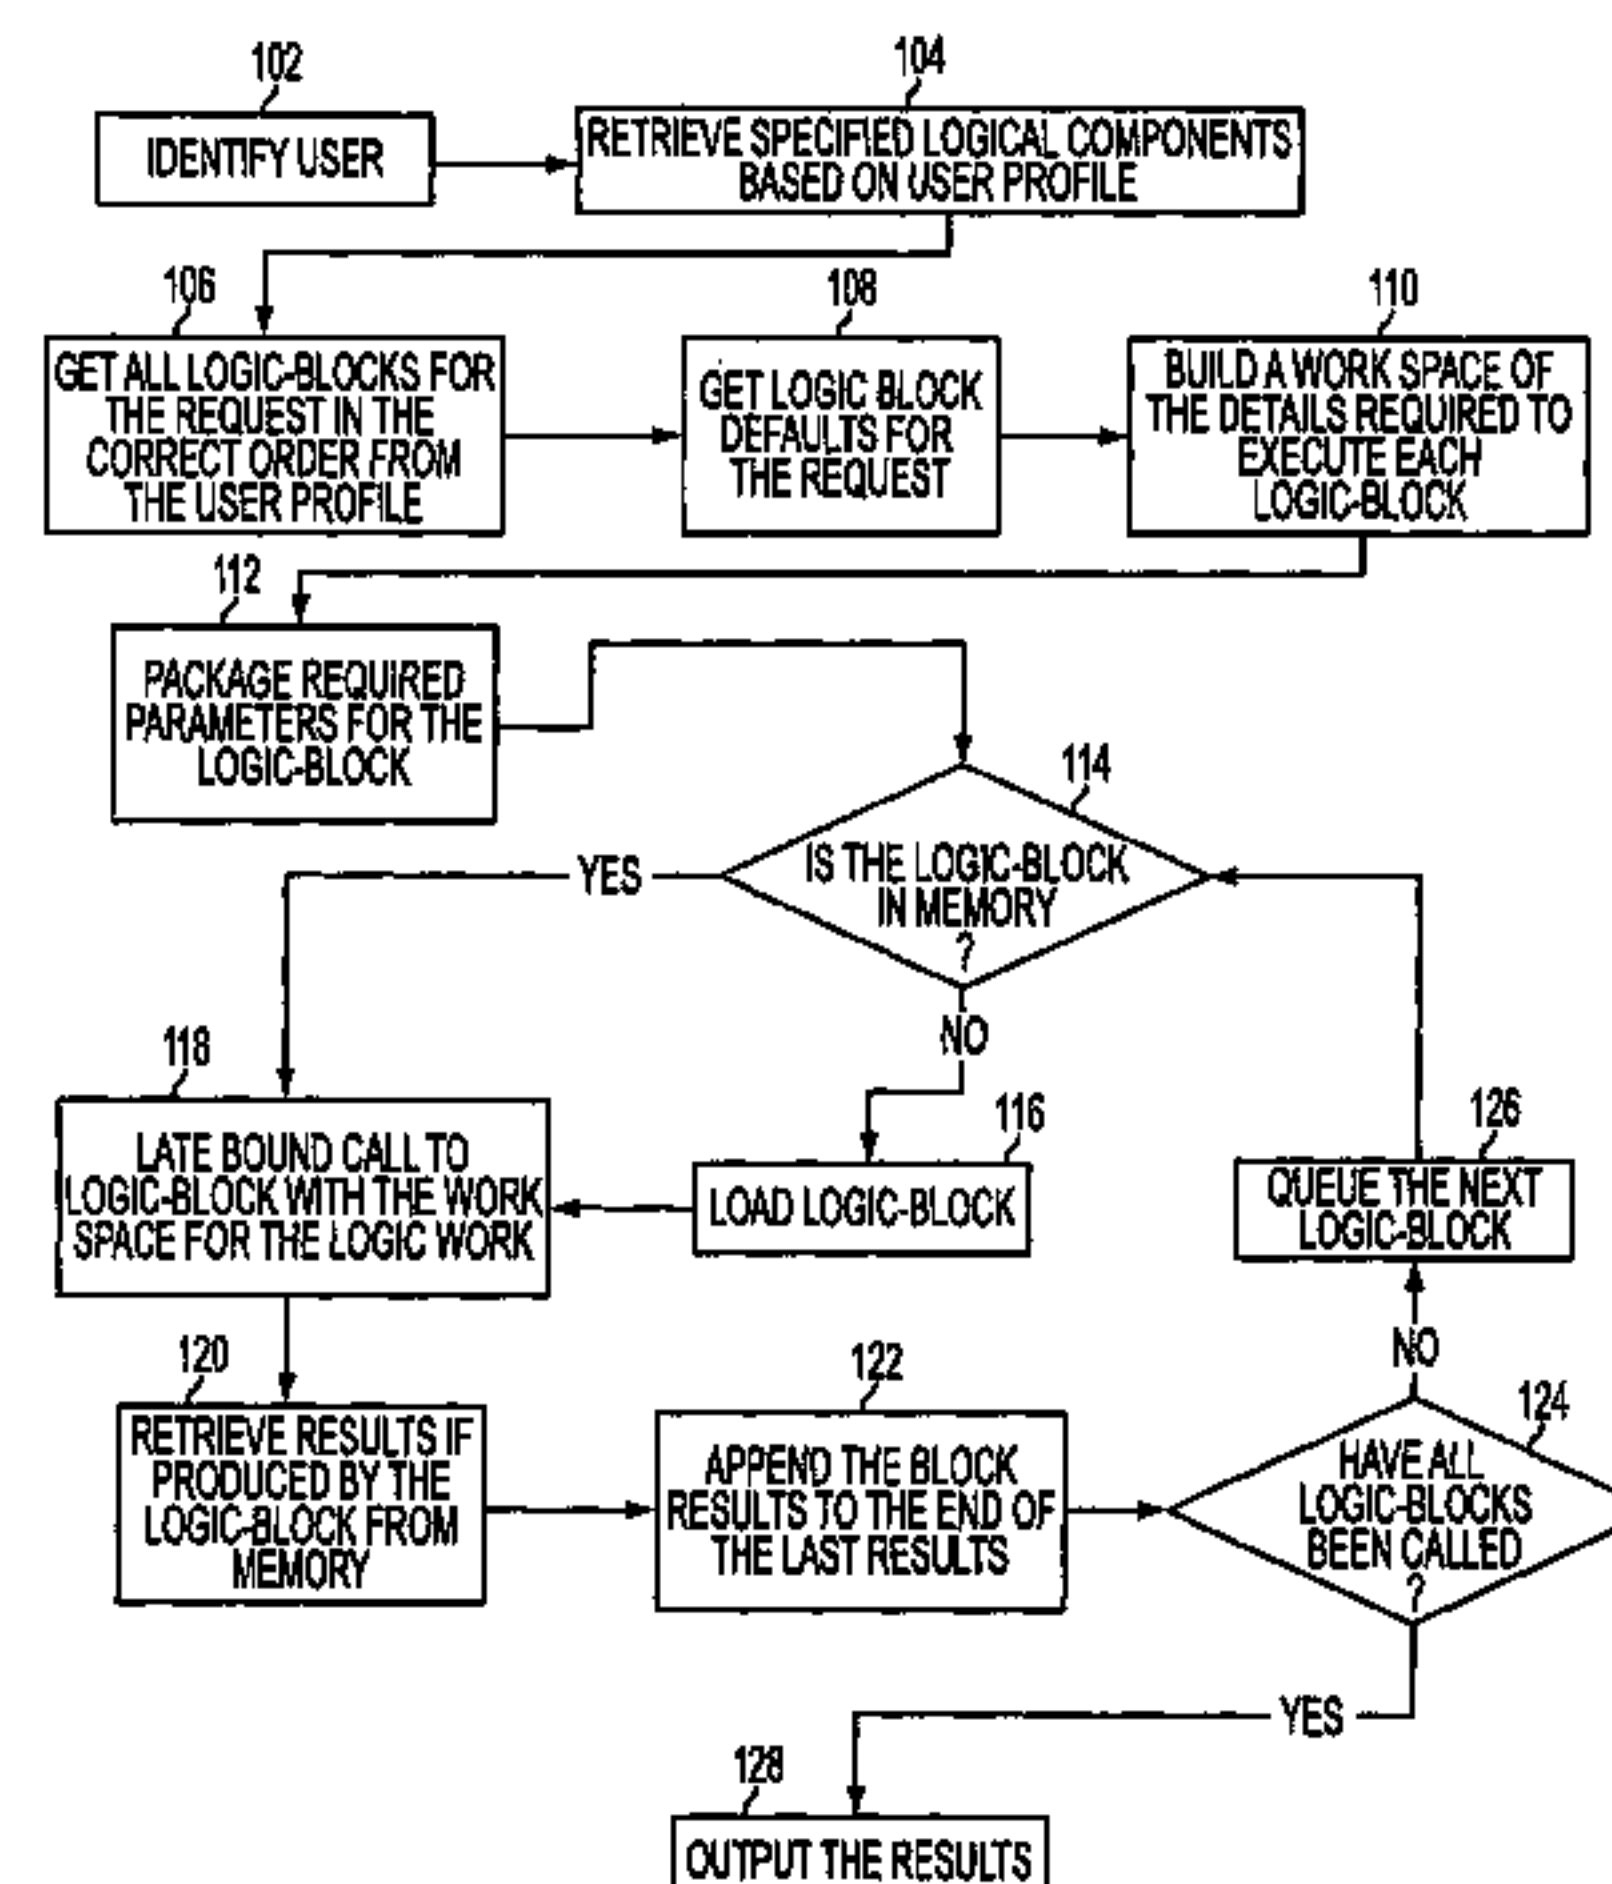 102
IDENTIFY USER
104
RETRIEVE SPECIFIED LOGICAL COMPONENTS
BASED ON USER PROFILE
106
GET ALL LOGIC-BLOCKS FOR
THE REQUEST IN THE
CORRECT ORDER FROM
THE USER PROFILE
108
GET LOGIC BLOCK
DEFAULTS FOR
THE REQUEST
110
BUILD A WORK SPACE OF
THE DETAILS REQUIRED TO
EXECUTE EACH
LOGIC-BLOCK
112
PACKAGE REQUIRED
PARAMETERS FOR THE
LOGIC-BLOCK
114
IS THE LOGIC-BLOCK
IN MEMORY
?
YES
NO
116
LOAD LOGIC-BLOCK
118
LATE BOUND CALL TO
LOGIC-BLOCK WITH THE WORK
SPACE FOR THE LOGIC WORK
120
RETRIEVE RESULTS IF
PRODUCED BY THE
LOGIC-BLOCK FROM
MEMORY
122
APPEND THE BLOCK
RESULTS TO THE END OF
THE LAST RESULTS
124
HAVE ALL
LOGIC-BLOCKS
BEEN CALLED
?
NO
126
QUEUE THE NEXT
LOGIC-BLOCK
YES
128
OUTPUT THE RESULTS